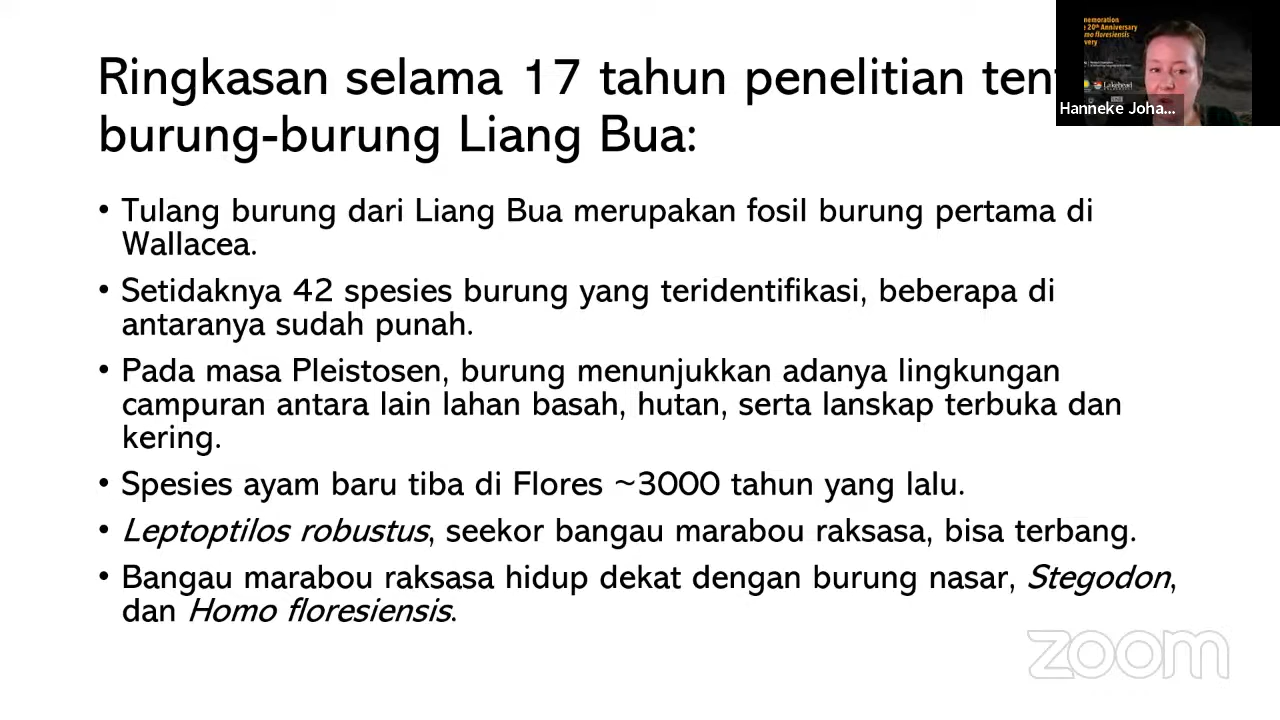 Ringkasan selama 17 tahun penelitian
burung-burung Liang Bua:
• Tulang burung dari Liang Bua merupakan fosil burung pertama di
Wallacea.
• Setidaknya 42 spesies burung yang teridentifikasi, beberapa di
antaranya sudah punah.
• Pada masa Pleistosen, burung menunjukkan adanya lingkungan
campuran antara lain lahan basah, hutan, serta lanskap terbuka dan
kering.
• Spesies ayam baru tiba di Flores ~3000 tahun yang lalu.
• Leptoptilos robustus, seekor bangau marabou raksasa, bisa terbang.
• Bangau marabou raksasa hidup dekat dengan burung nasar, Stegodon,
dan Homo floresiensis.
20th Anniversary
floresiensis
Lakehead
Hanneke Joha...
zoom